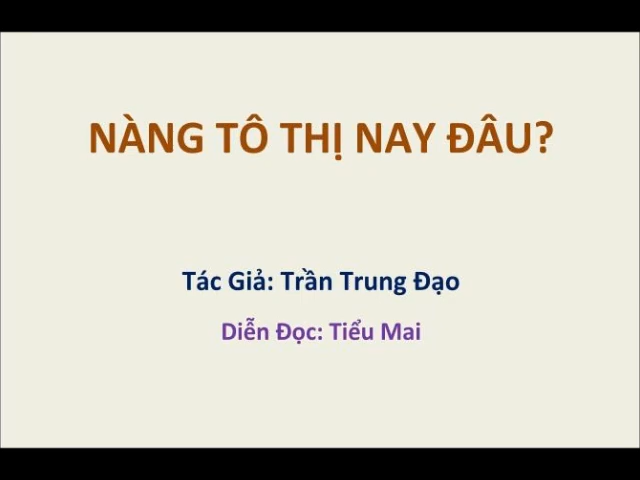 NÀNG TÔ THỊ NAY ĐÂU?
Tác Giả: Trần Trung Đạo
Diễn Đọc: Tiểu Mai